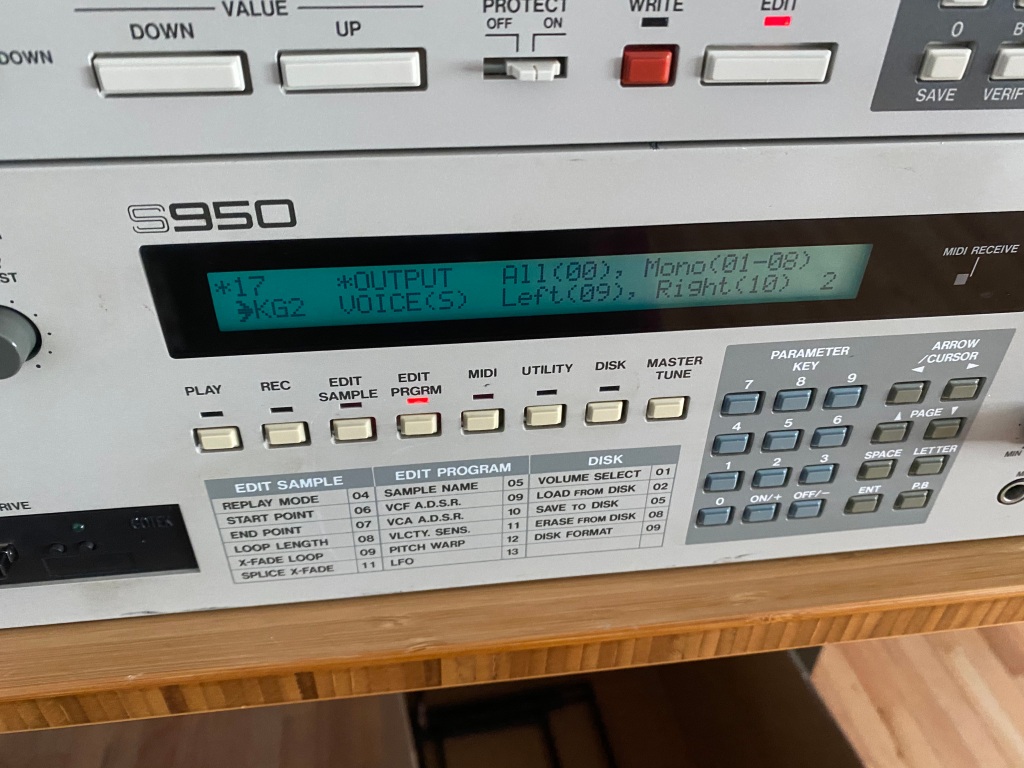 VALUE
PROTECT
WRITE
EDIT
DOWN
DOWN
UP
OFF ON
0
SAVE
S950
MIDI RECEIVE
*17 *OUTPUT All(00), Mono(01-08)
KG2 VOICE(S) Left(09), Right(10) 2
PLAY
REC
EDIT SAMPLE
EDIT PRGRM
MIDI
UTILITY
DISK
MASTER TUNE
PARAMETER KEY
ARROW /CURSOR
7 8 9
PAGE
4 5 6
SPACE LETTER
1 2 3
0 ON/+ OFF/− ENT P.B
EDIT SAMPLE
REPLAY MODE 04
START POINT 06
END POINT 07
LOOP LENGTH 08
X-FADE LOOP 09
SPLICE X-FADE 11
EDIT PROGRAM
SAMPLE NAME 05
VCF A.D.S.R. 09
VCA A.D.S.R. 10
VLCTY. SENS. 11
PITCH WARP 12
LFO 13
DISK
VOLUME SELECT 01
LOAD FROM DISK 02
SAVE TO DISK 05
ERASE FROM DISK 08
DISK FORMAT 09
MIN